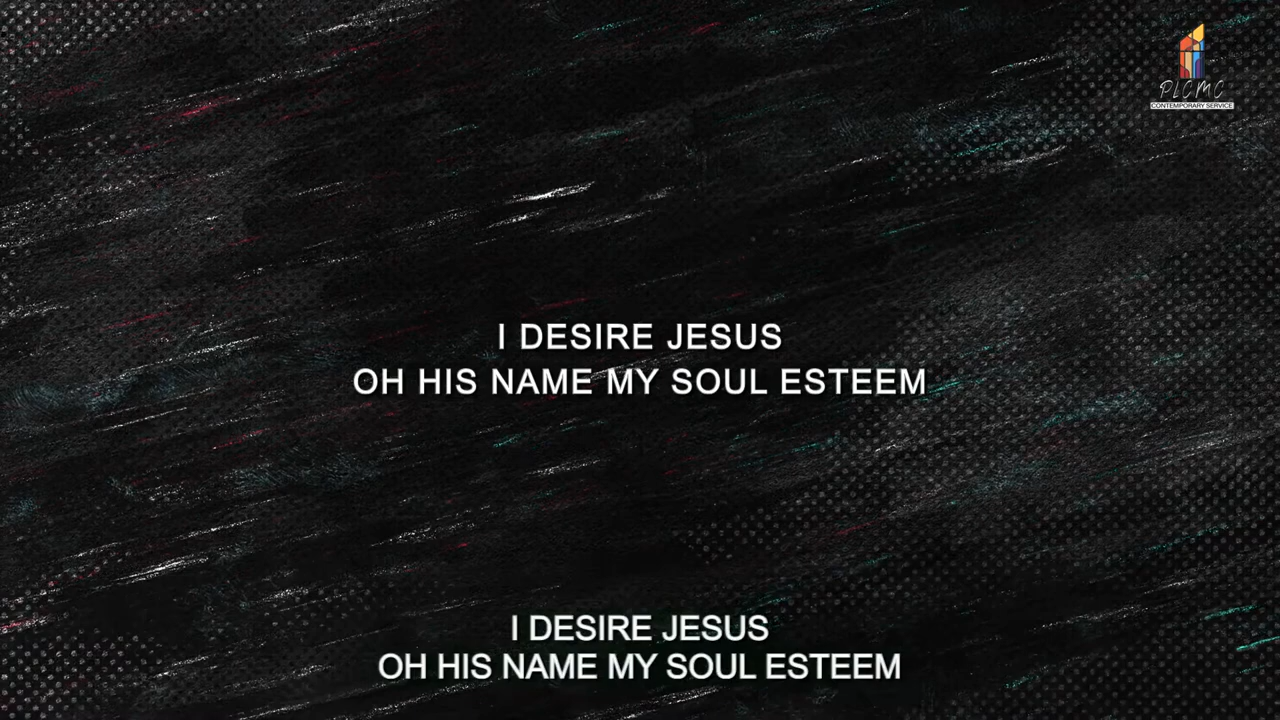 PLCMC
CONTEMPORARY SERVICE
I DESIRE JESUS
OH HIS NAME MY SOUL ESTEEM
I DESIRE JESUS
OH HIS NAME MY SOUL ESTEEM